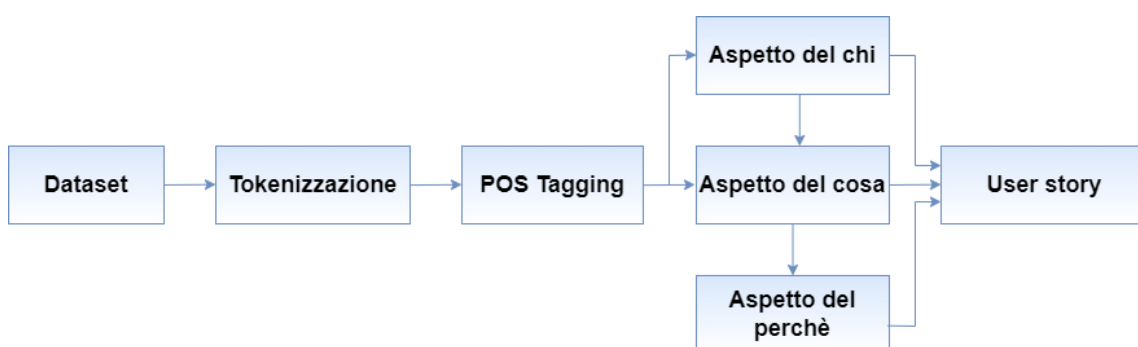 Dataset
Tokenizzazione
POS Tagging
Aspetto del chi
Aspetto del cosa
Aspetto del
perchè
User story